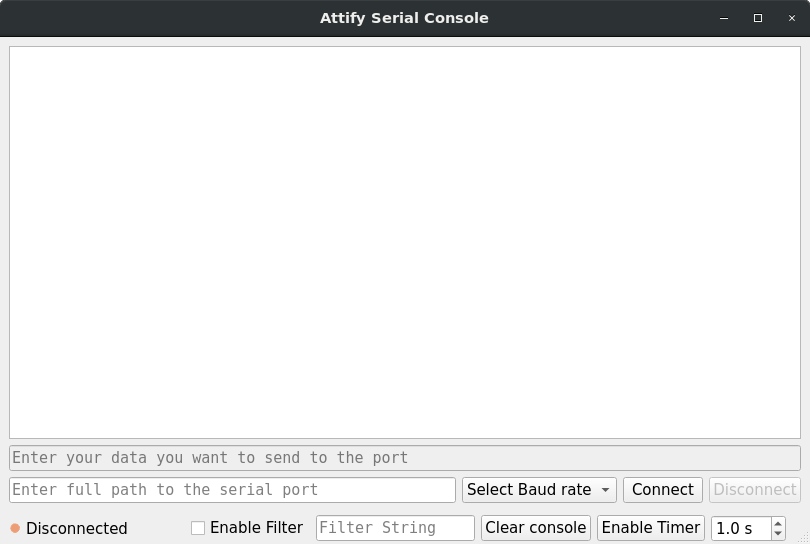 Attify Serial Console
Enter your data you want to send to the port
Enter full path to the serial port Select Baud rate Connect Disconnect
Disconnected Enable Filter Filter String Clear console Enable Timer 1.0 s